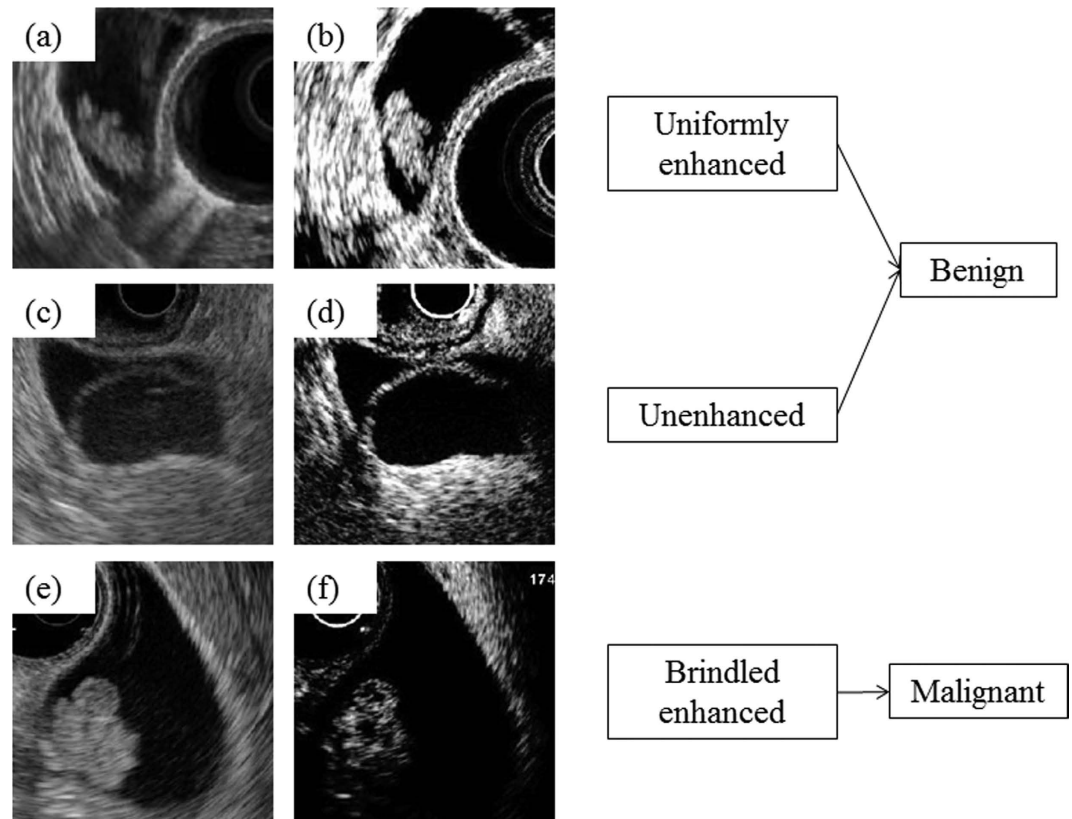 (a)
(b)
Uniformly
enhanced
Benign
(c)
(d)
Unenhanced
(e)
(f)
174
Brindled
enhanced
Malignant